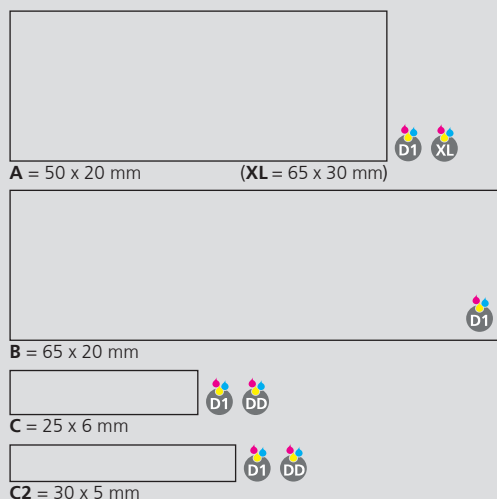 D1 XL
A = 50 x 20 mm (XL = 65 x 30 mm)
D1
B = 65 x 20 mm
D1 DD
C = 25 x 6 mm
D1 DD
C2 = 30 x 5 mm